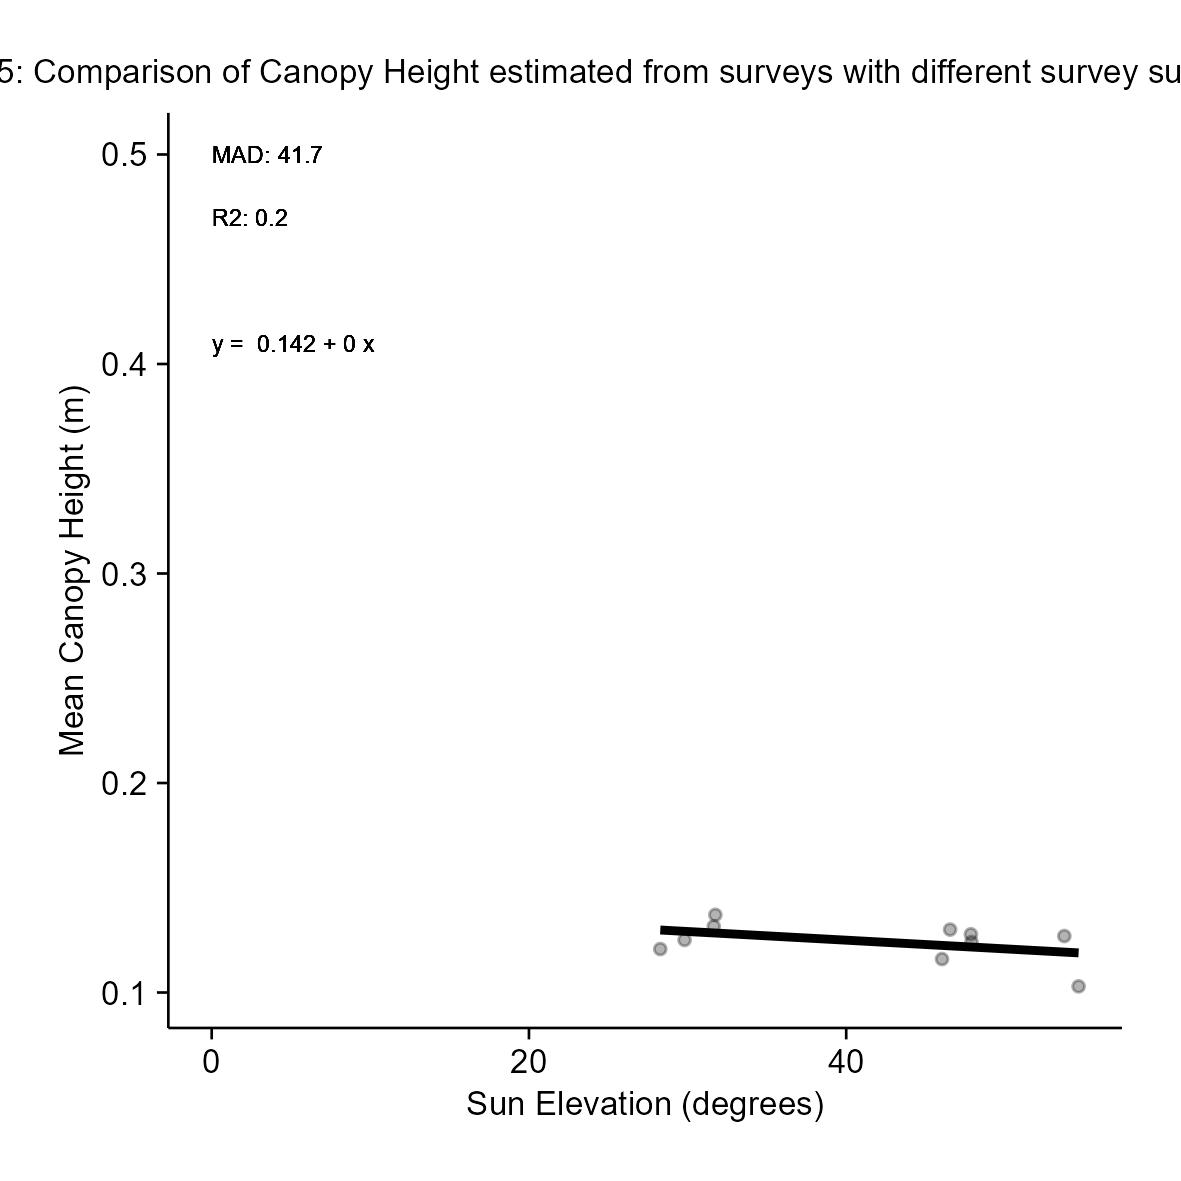 5: Comparison of Canopy Height estimated from surveys with different survey su
0.5
MAD: 41.7
R2: 0.2
y =  0.142 + 0 x
0.4
0.3
0.2
0.1
Mean Canopy Height (m)
0
20
40
Sun Elevation (degrees)